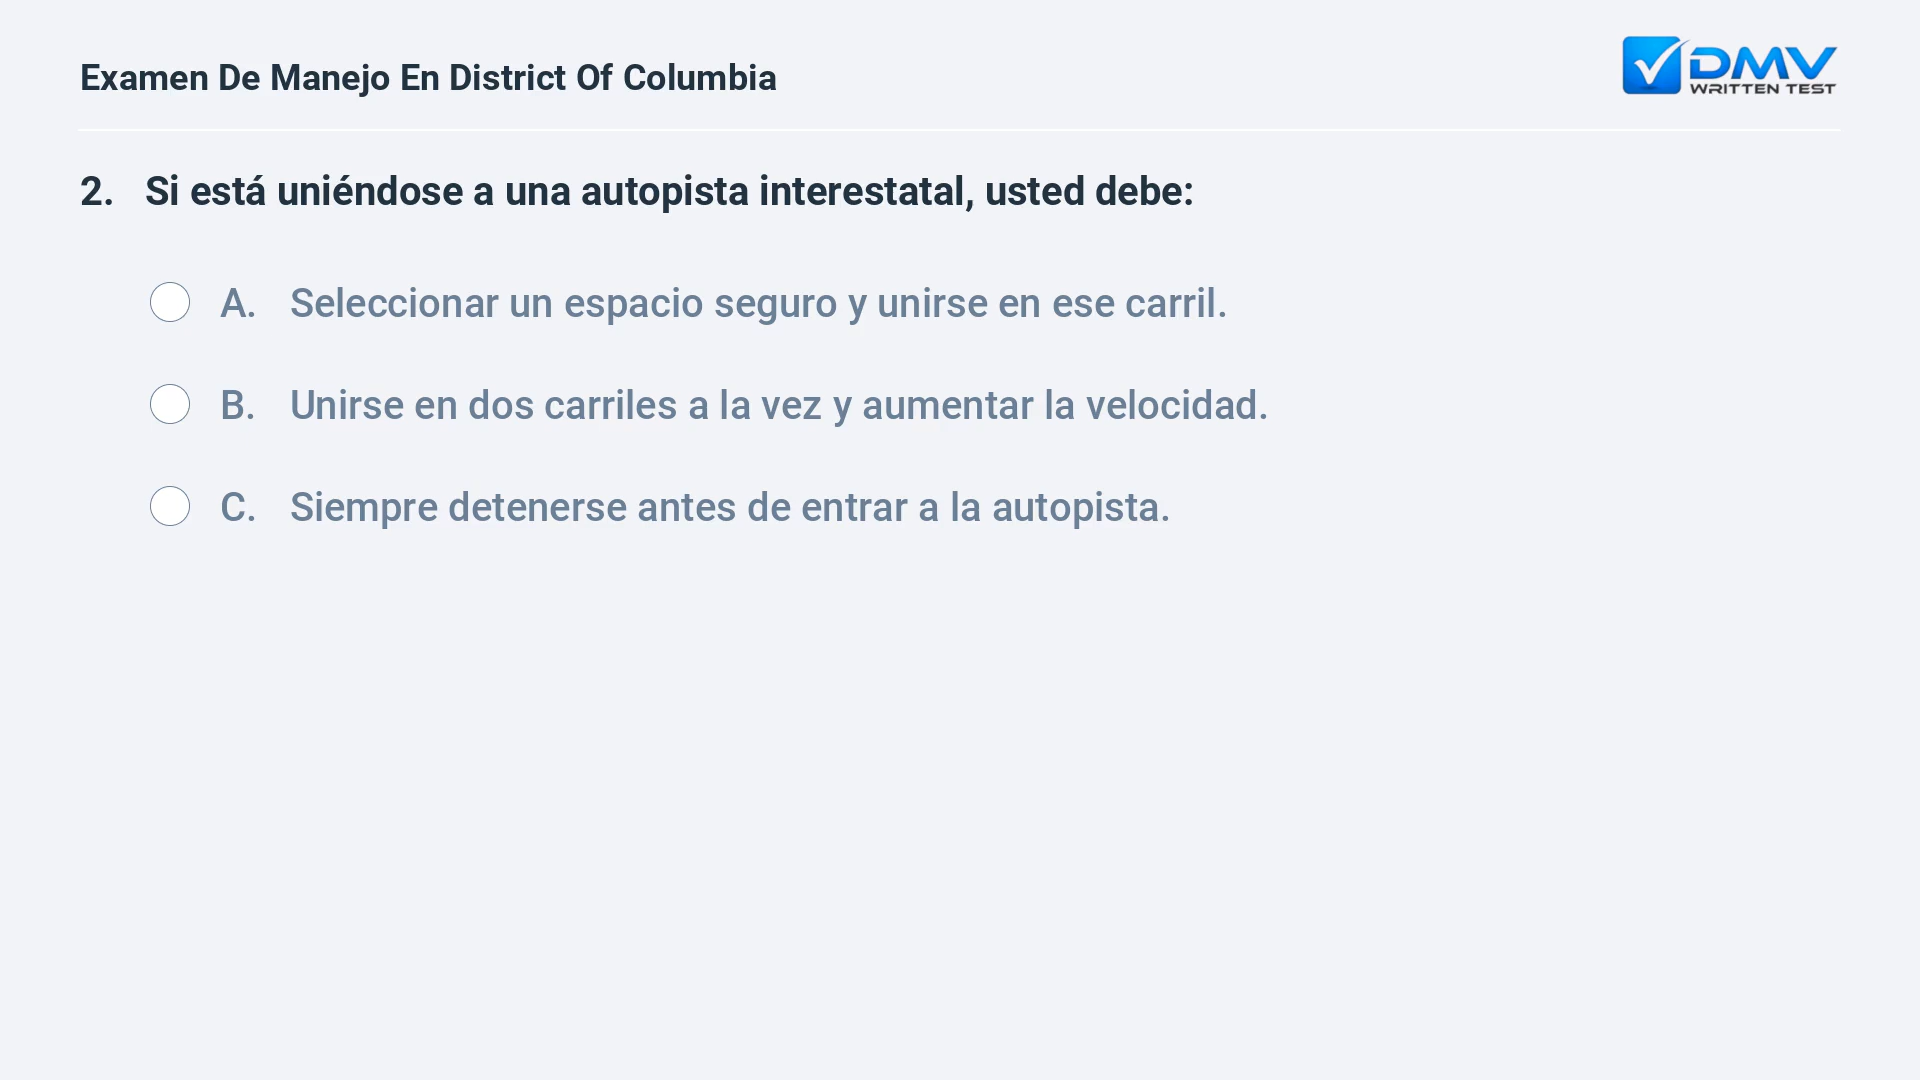 Examen De Manejo En District Of Columbia
DMV
WRITTEN TEST
2. Si está uniéndose a una autopista interestatal, usted debe:
A. Seleccionar un espacio seguro y unirse en ese carril.
B. Unirse en dos carriles a la vez y aumentar la velocidad.
C. Siempre detenerse antes de entrar a la autopista.